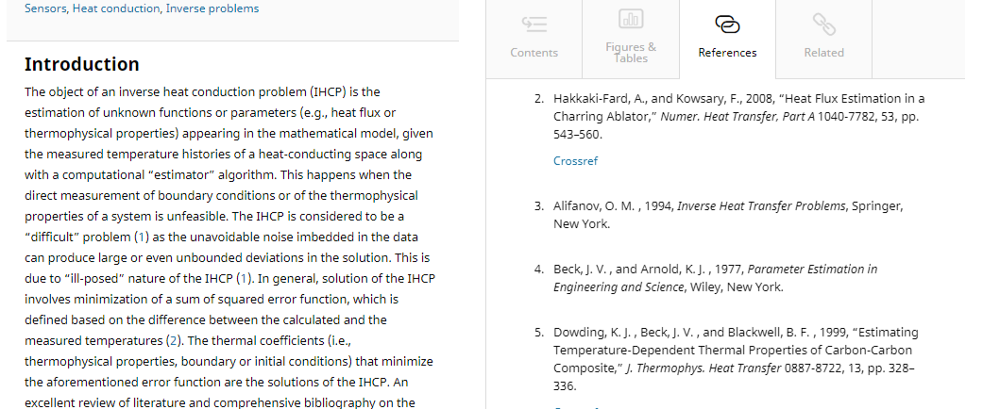 Sensors, Heat conduction, Inverse problems
Introduction
The object of an inverse heat conduction problem (IHCP) is the
estimation of unknown functions or parameters (e.g., heat flux or
thermophysical properties) appearing in the mathematical model, given
the measured temperature histories of a heat-conducting space along
with a computational “estimator” algorithm. This happens when the
direct measurement of boundary conditions or of the thermophysical
properties of a system is unfeasible. The IHCP is considered to be a
“difficult” problem (1) as the unavoidable noise imbedded in the data
can produce large or even unbounded deviations in the solution. This is
due to “ill-posed” nature of the IHCP (1). In general, solution of the IHCP
involves minimization of a sum of squared error function, which is
defined based on the difference between the calculated and the
measured temperatures (2). The thermal coefficients (i.e.,
thermophysical properties, boundary or initial conditions) that minimize
the aforementioned error function are the solutions of the IHCP. An
excellent review of literature and comprehensive bibliography on the
Contents
Figures &
Tables
References
Related
2. Hakkaki-Fard, A., and Kowsary, F., 2008, “Heat Flux Estimation in a
Charring Ablator,” Numer. Heat Transfer, Part A 1040-7782, 53, pp.
543–560.
Crossref
3. Alifanov, O. M. , 1994, Inverse Heat Transfer Problems, Springer,
New York.
4. Beck, J. V. , and Arnold, K. J. , 1977, Parameter Estimation in
Engineering and Science, Wiley, New York.
5. Dowding, K. J. , Beck, J. V. , and Blackwell, B. F. , 1999, “Estimating
Temperature-Dependent Thermal Properties of Carbon-Carbon
Composite,” J. Thermophys. Heat Transfer 0887-8722, 13, pp. 328–
336.